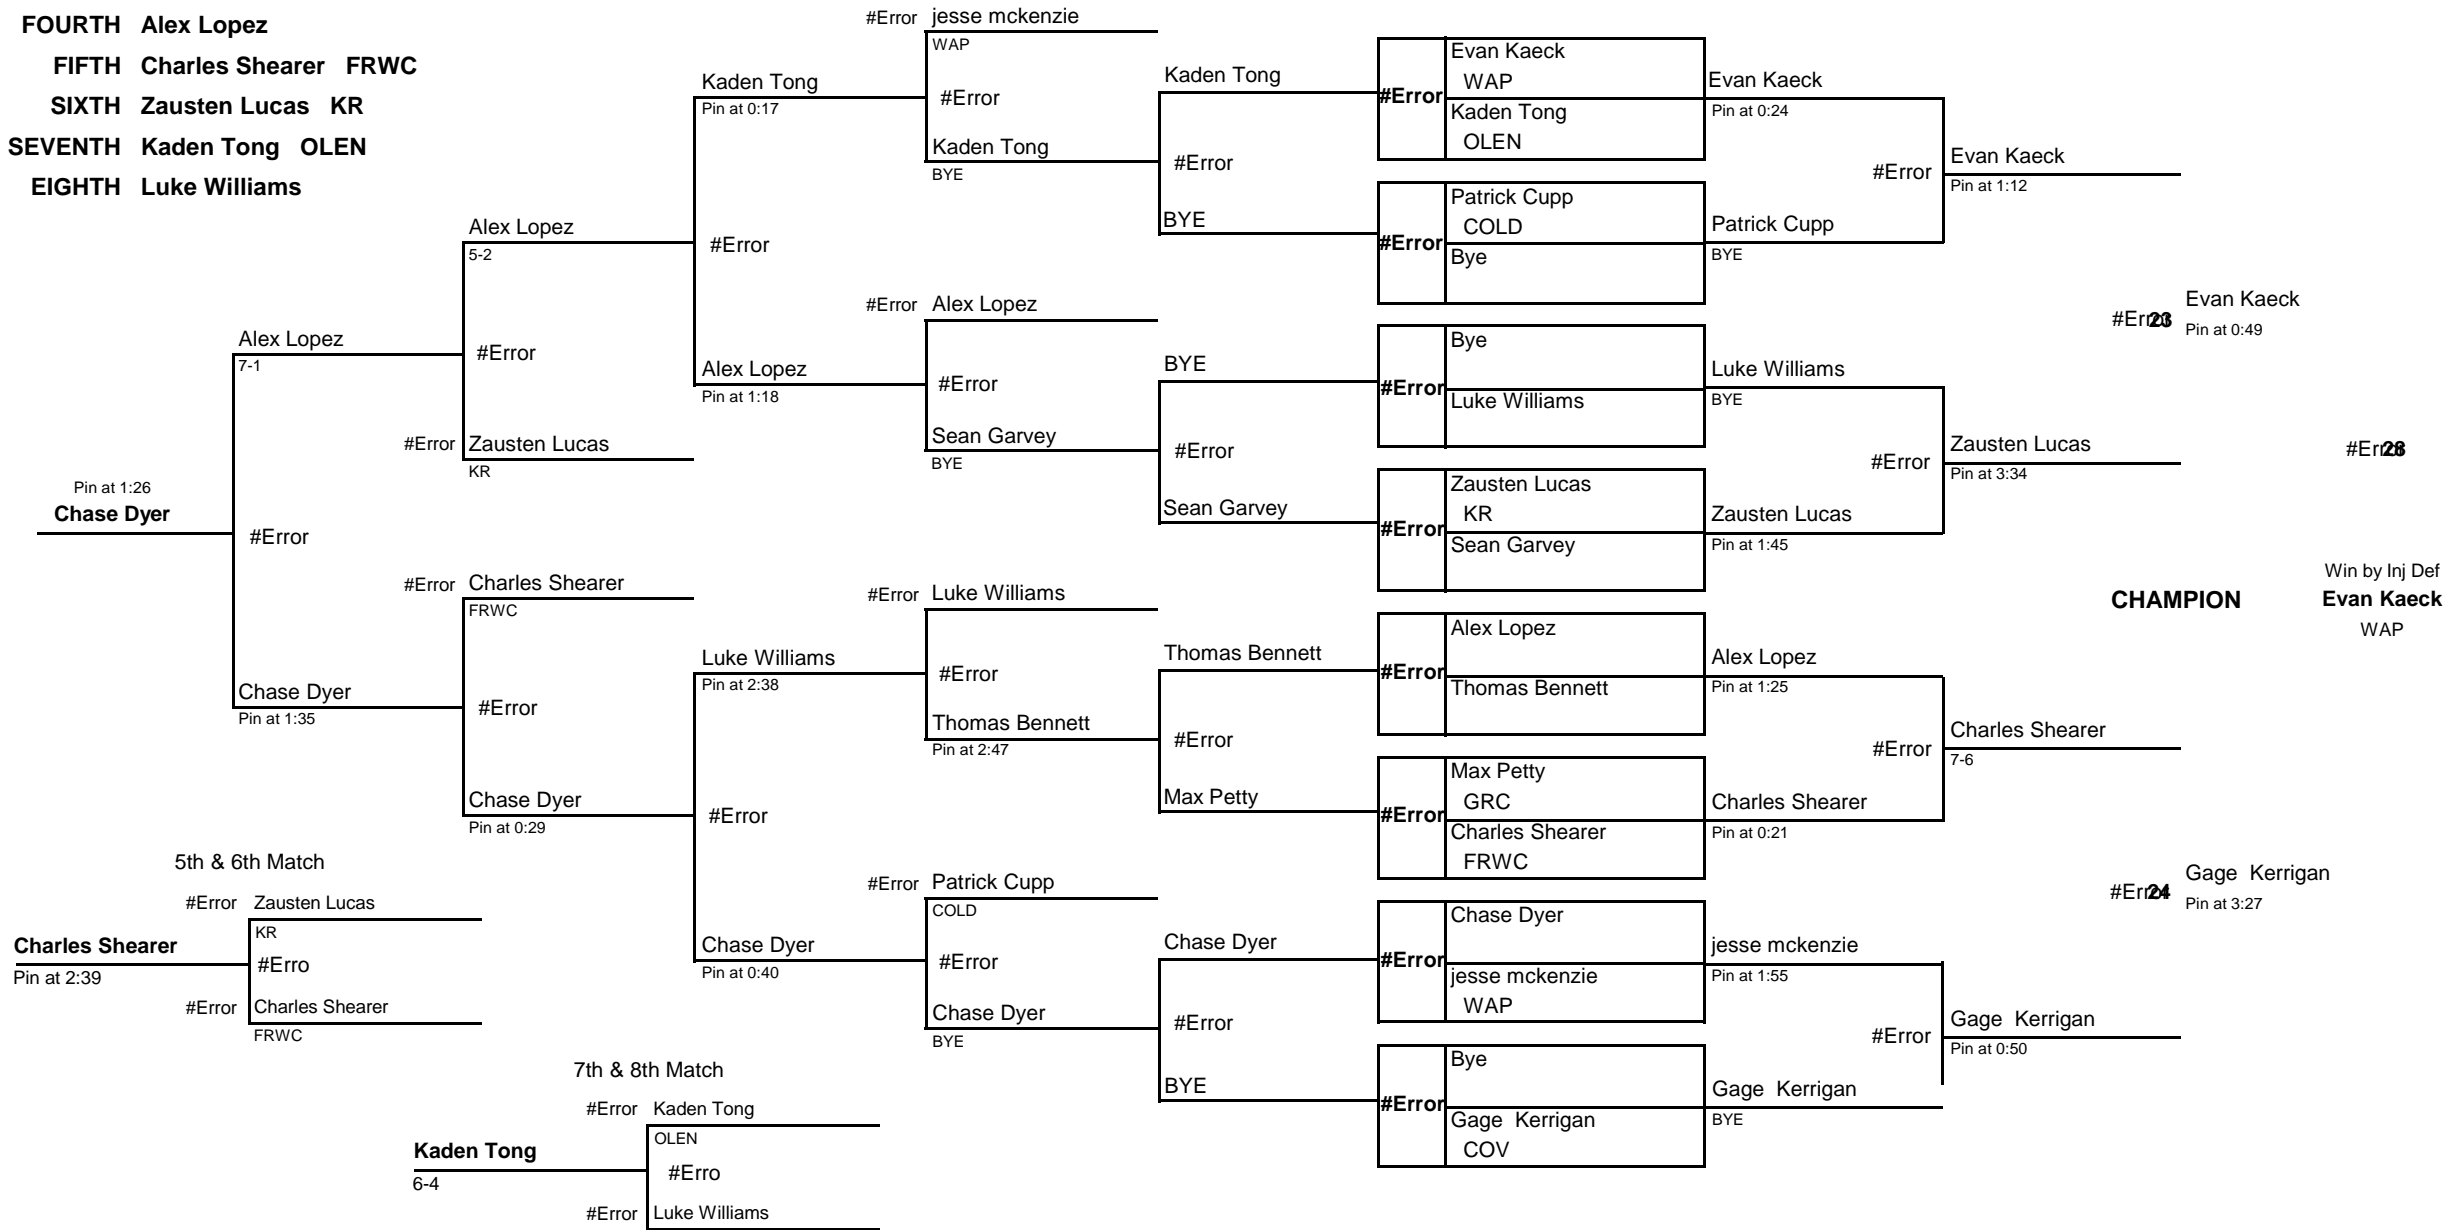 FOURTH Alex Lopez
FIFTH Charles Shearer FRWC
SIXTH Zausten Lucas KR
SEVENTH Kaden Tong OLEN
EIGHTH Luke Williams
Pin at 1:26
Chase Dyer
Alex Lopez
7-1
#Error
Chase Dyer
Pin at 1:35
Alex Lopez
5-2
#Error
#Error Zausten Lucas
KR
#Error Charles Shearer
FRWC
#Error
Chase Dyer
Pin at 0:29
Kaden Tong
Pin at 0:17
#Error
Alex Lopez
Pin at 1:18
Luke Williams
Pin at 2:38
#Error
Chase Dyer
Pin at 0:40
#Error jesse mckenzie
WAP
#Error
Kaden Tong
BYE
#Error Alex Lopez
#Error
Sean Garvey
BYE
#Error Luke Williams
#Error
Thomas Bennett
Pin at 2:47
#Error Patrick Cupp
COLD
#Error
Chase Dyer
BYE
Kaden Tong
#Error
BYE
BYE
#Error
Sean Garvey
Thomas Bennett
#Error
Max Petty
Chase Dyer
#Error
BYE
#Error
Evan Kaeck
WAP
Kaden Tong
OLEN
#Error
Patrick Cupp
COLD
Bye
#Error
Bye
Luke Williams
#Error
Zausten Lucas
KR
Sean Garvey
#Error
Alex Lopez
Thomas Bennett
#Error
Max Petty
GRC
Charles Shearer
FRWC
#Error
Chase Dyer
jesse mckenzie
WAP
#Error
Bye
Gage Kerrigan
COV
Evan Kaeck
Pin at 0:24
#Error
Patrick Cupp
BYE
Luke Williams
BYE
#Error
Zausten Lucas
Pin at 1:45
Alex Lopez
Pin at 1:25
#Error
Charles Shearer
Pin at 0:21
jesse mckenzie
Pin at 1:55
#Error
Gage Kerrigan
BYE
Evan Kaeck
Pin at 1:12
Zausten Lucas
Pin at 3:34
Charles Shearer
7-6
Gage Kerrigan
Pin at 0:50
#Error 23
Evan Kaeck
Pin at 0:49
#Error 28
#Error 24
Gage Kerrigan
Pin at 3:27
Win by Inj Def
CHAMPION Evan Kaeck
WAP
5th & 6th Match
#Error Zausten Lucas
KR
Charles Shearer
Pin at 2:39
#Erro
#Error Charles Shearer
FRWC
7th & 8th Match
#Error Kaden Tong
OLEN
Kaden Tong
6-4
#Erro
#Error Luke Williams